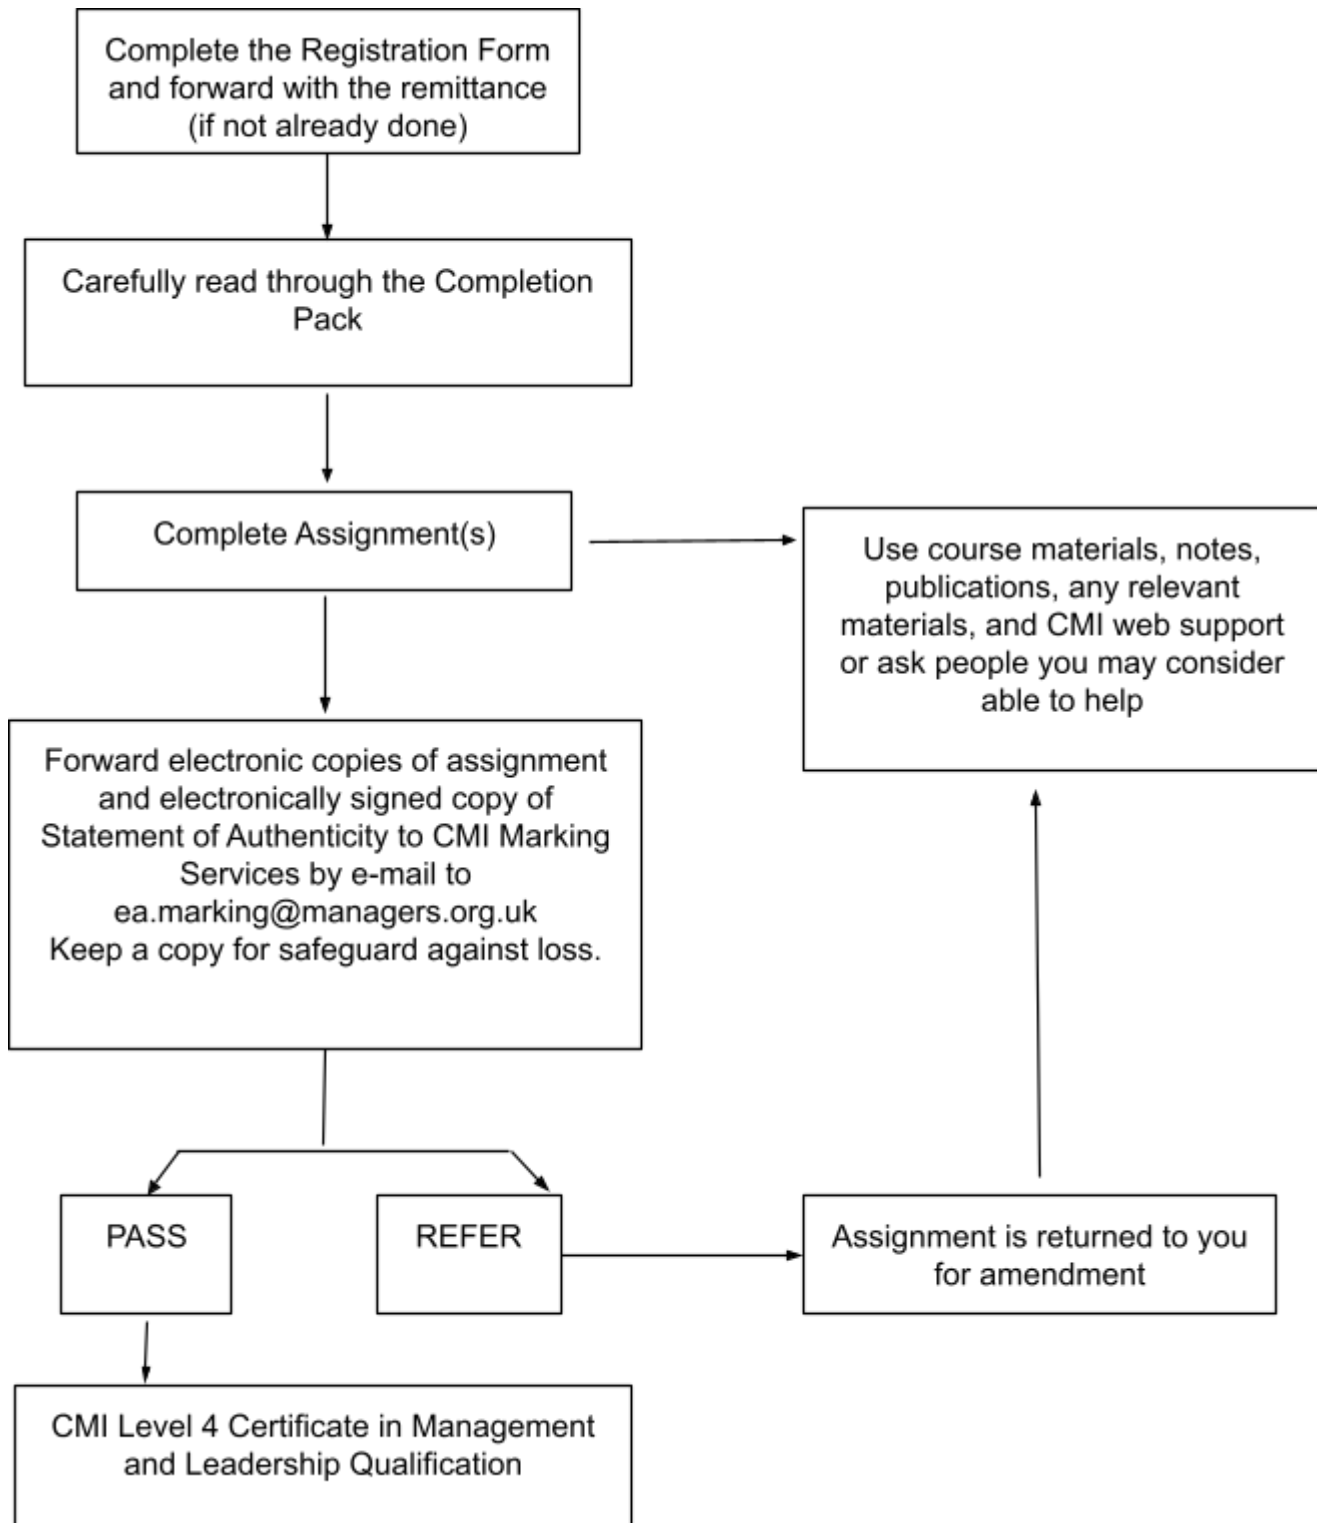 Complete the Registration Form
and forward with the remittance
(if not already done)
Carefully read through the Completion
Pack
Complete Assignment(s)
Use course materials, notes,
publications, any relevant
materials, and CMI web support
or ask people you may consider
able to help
Forward electronic copies of assignment
and electronically signed copy of
Statement of Authenticity to CMI Marking
Services by e-mail to
ea.marking@managers.org.uk
Keep a copy for safeguard against loss.
PASS
REFER
Assignment is returned to you
for amendment
CMI Level 4 Certificate in Management
and Leadership Qualification